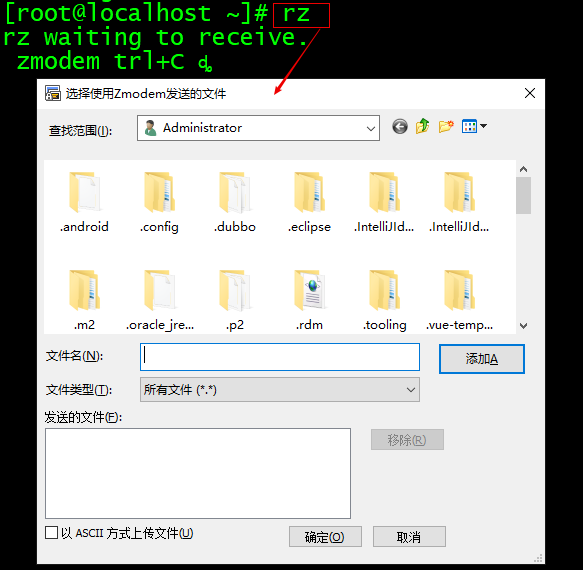 [root@localhost ~]# rz
rz waiting to receive.
zmodem trl+C ȡ
选择使用Zmodem发送的文件
查找范围(I):
Administrator
.android .config .dubbo .eclipse .IntelliJId... .IntelliJId...
.m2 .oracle_jre... .p2 .rdm .tooling .vue-temp...
文件名(N):
添加A
文件类型(T):
所有文件 (*.*)
发送的文件(F):
移除(R)
以 ASCII 方式上传文件(U)
确定(O)
取消